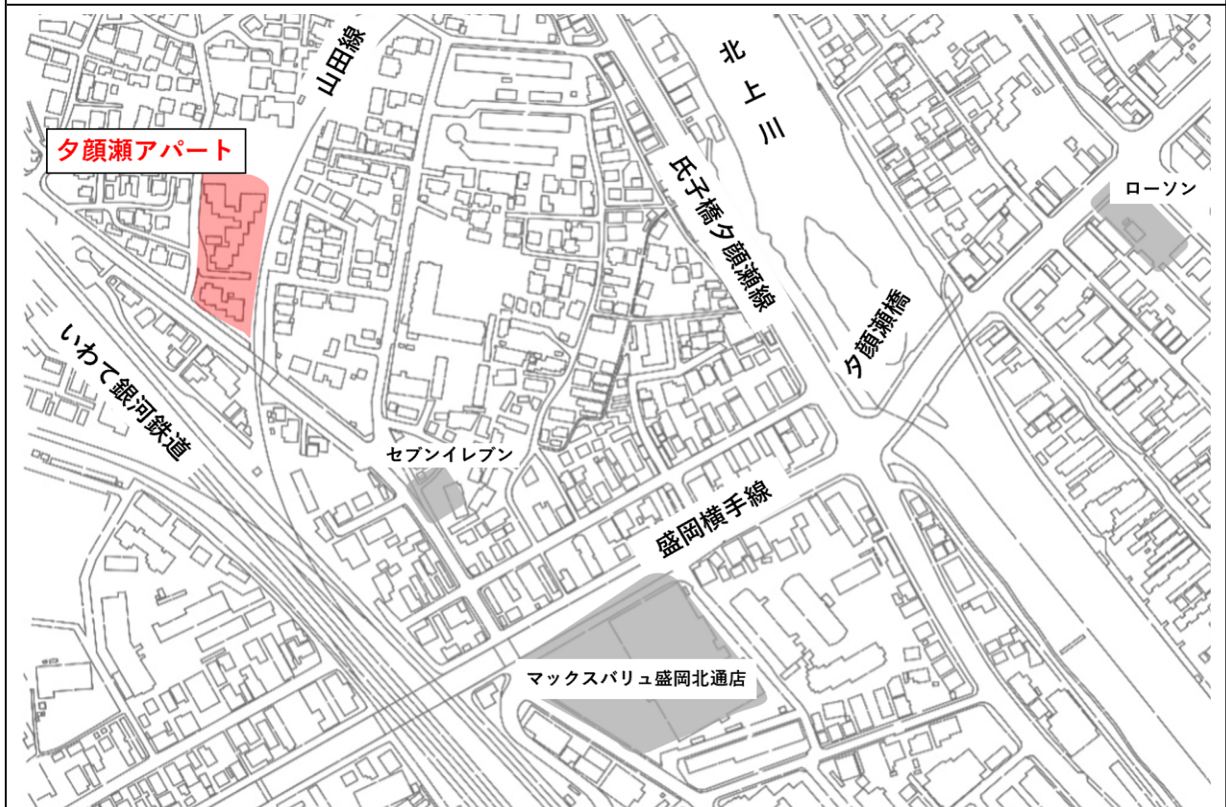 山田線
北上川
夕顔瀬アパート
氏子橋夕顔瀬線
ローソン
夕顔瀬橋
いわて銀河鉄道
セブンイレブン
盛岡横手線
マックスバリュ盛岡北通店